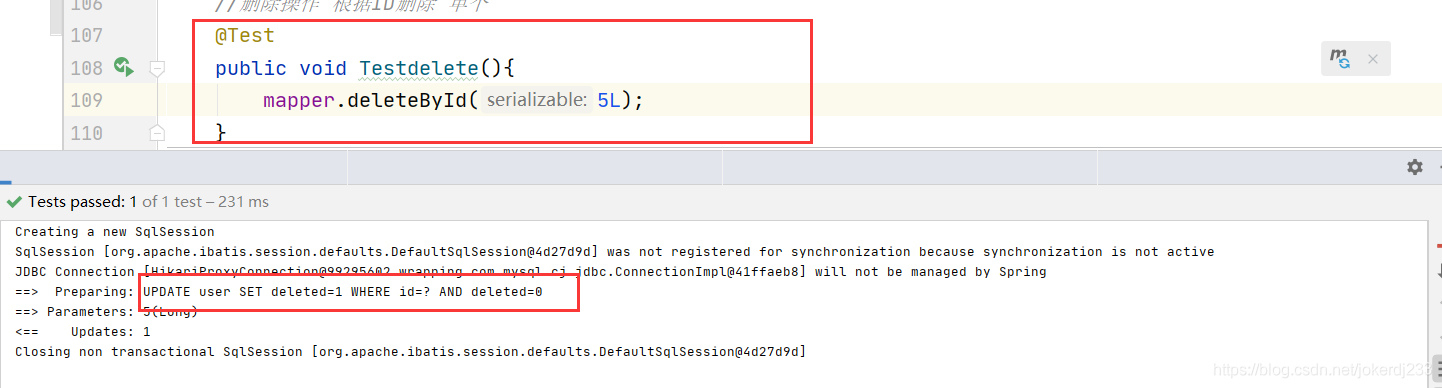 106 //删除操作 根据ID删除 单个
107 @Test
108 public void Testdelete(){
109 mapper.deleteById( serializable: 5L);
110 }
Tests passed: 1 of 1 test – 231 ms
Creating a new SqlSession
SqlSession [org.apache.ibatis.session.defaults.DefaultSqlSession@4d27d9d] was not registered for synchronization because synchronization is not active
JDBC Connection [HikariProxyConnection@99295602 wrapping com.mysql.cj.jdbc.ConnectionImpl@41ffaeb8] will not be managed by Spring
==>  Preparing: UPDATE user SET deleted=1 WHERE id=? AND deleted=0
==> Parameters: 5(Long)
<==    Updates: 1
Closing non transactional SqlSession [org.apache.ibatis.session.defaults.DefaultSqlSession@4d27d9d]
https://blog.csdn.net/jokerdj233